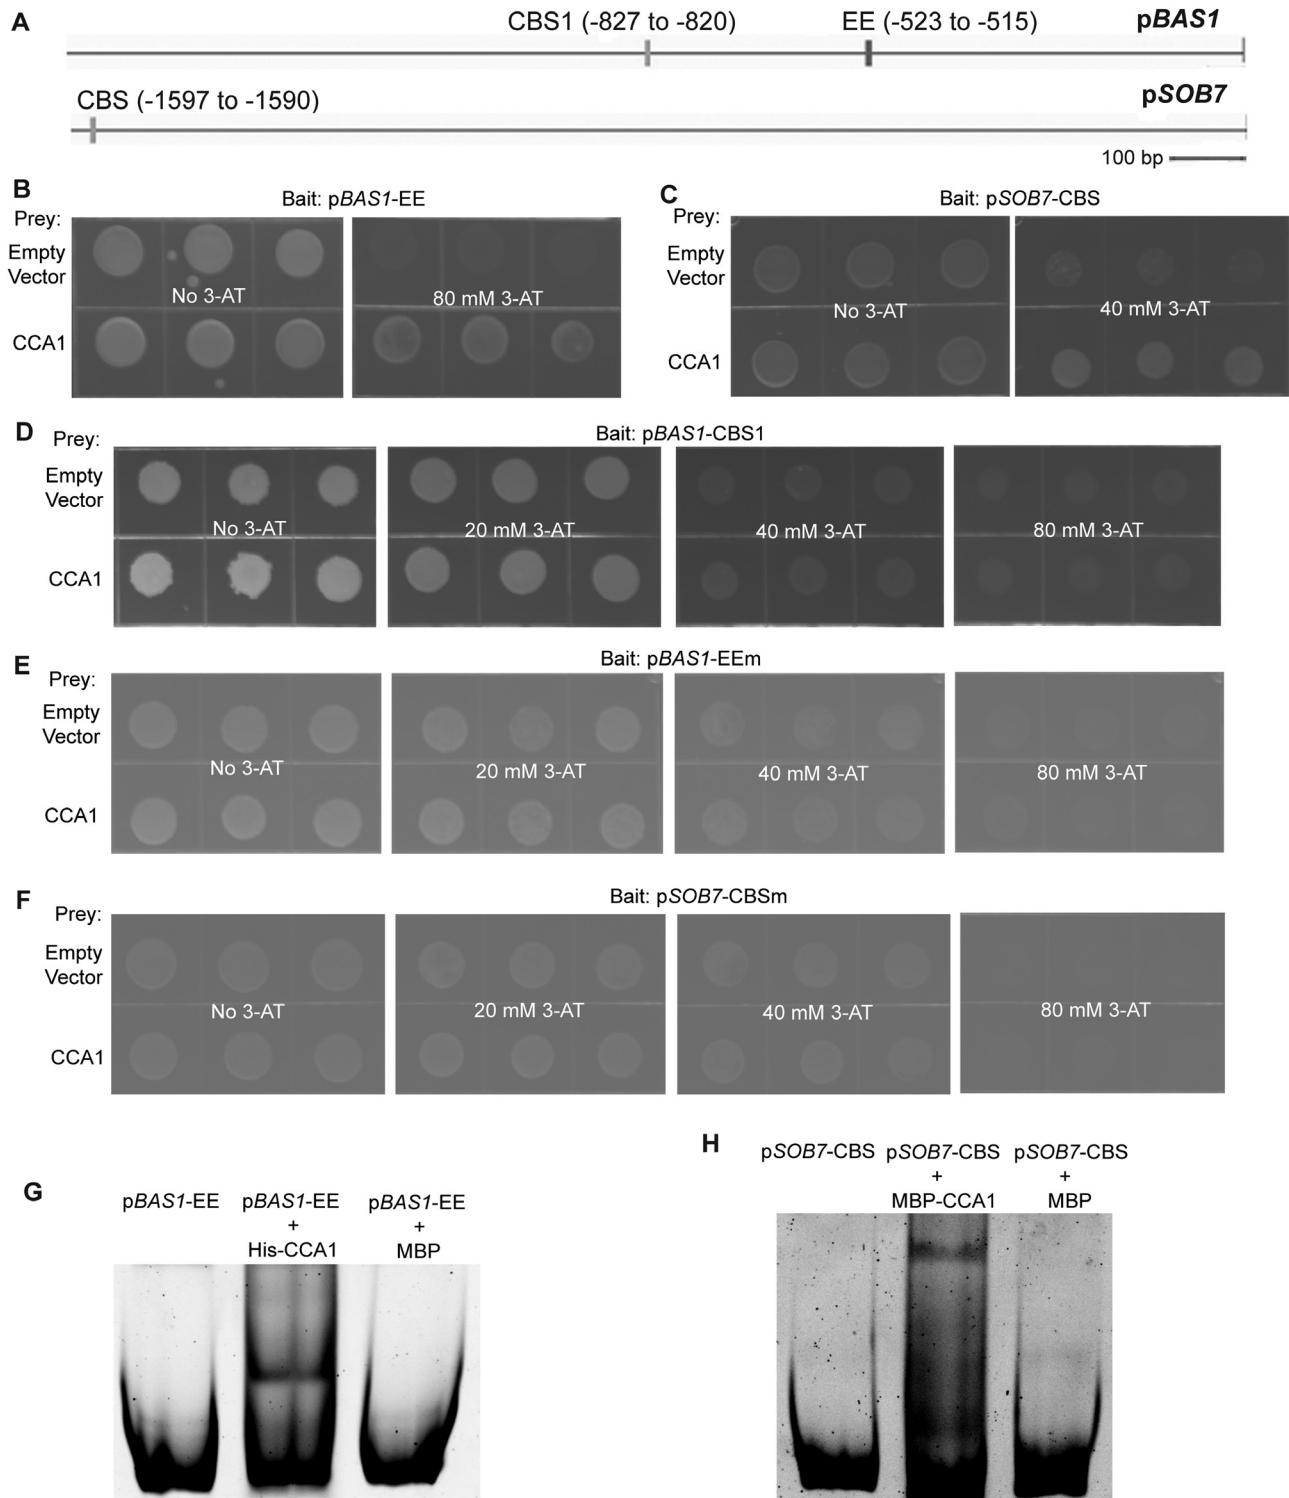 A
CBS1 (-827 to -820)
EE (-523 to -515)
pBAS1
CBS (-1597 to -1590)
pSOB7
100 bp
B
Bait: pBAS1-EE
Prey:
Empty
Vector
No 3-AT
80 mM 3-AT
CCA1
C
Bait: pSOB7-CBS
Prey:
Empty
Vector
No 3-AT
40 mM 3-AT
CCA1
D
Bait: pBAS1-CBS1
Prey:
Empty
Vector
No 3-AT
20 mM 3-AT
40 mM 3-AT
80 mM 3-AT
CCA1
E
Bait: pBAS1-EEm
Prey:
Empty
Vector
No 3-AT
20 mM 3-AT
40 mM 3-AT
80 mM 3-AT
CCA1
F
Bait: pSOB7-CBSm
Prey:
Empty
Vector
No 3-AT
20 mM 3-AT
40 mM 3-AT
80 mM 3-AT
CCA1
G
pBAS1-EE
pBAS1-EE
+
His-CCA1
pBAS1-EE
+
MBP
H
pSOB7-CBS
pSOB7-CBS
+
MBP-CCA1
pSOB7-CBS
+
MBP